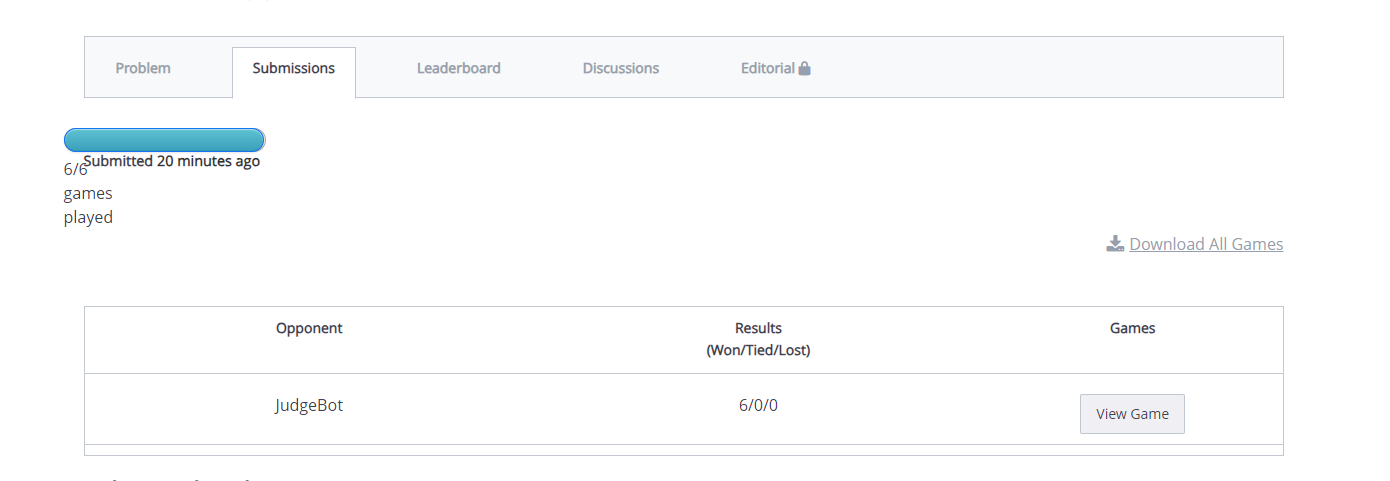 Problem
Submissions
Leaderboard
Discussions
Editorial
Submitted 20 minutes ago
6/6
games
played
Download All Games
Opponent
Results
(Won/Tied/Lost)
Games
JudgeBot
6/0/0
View Game